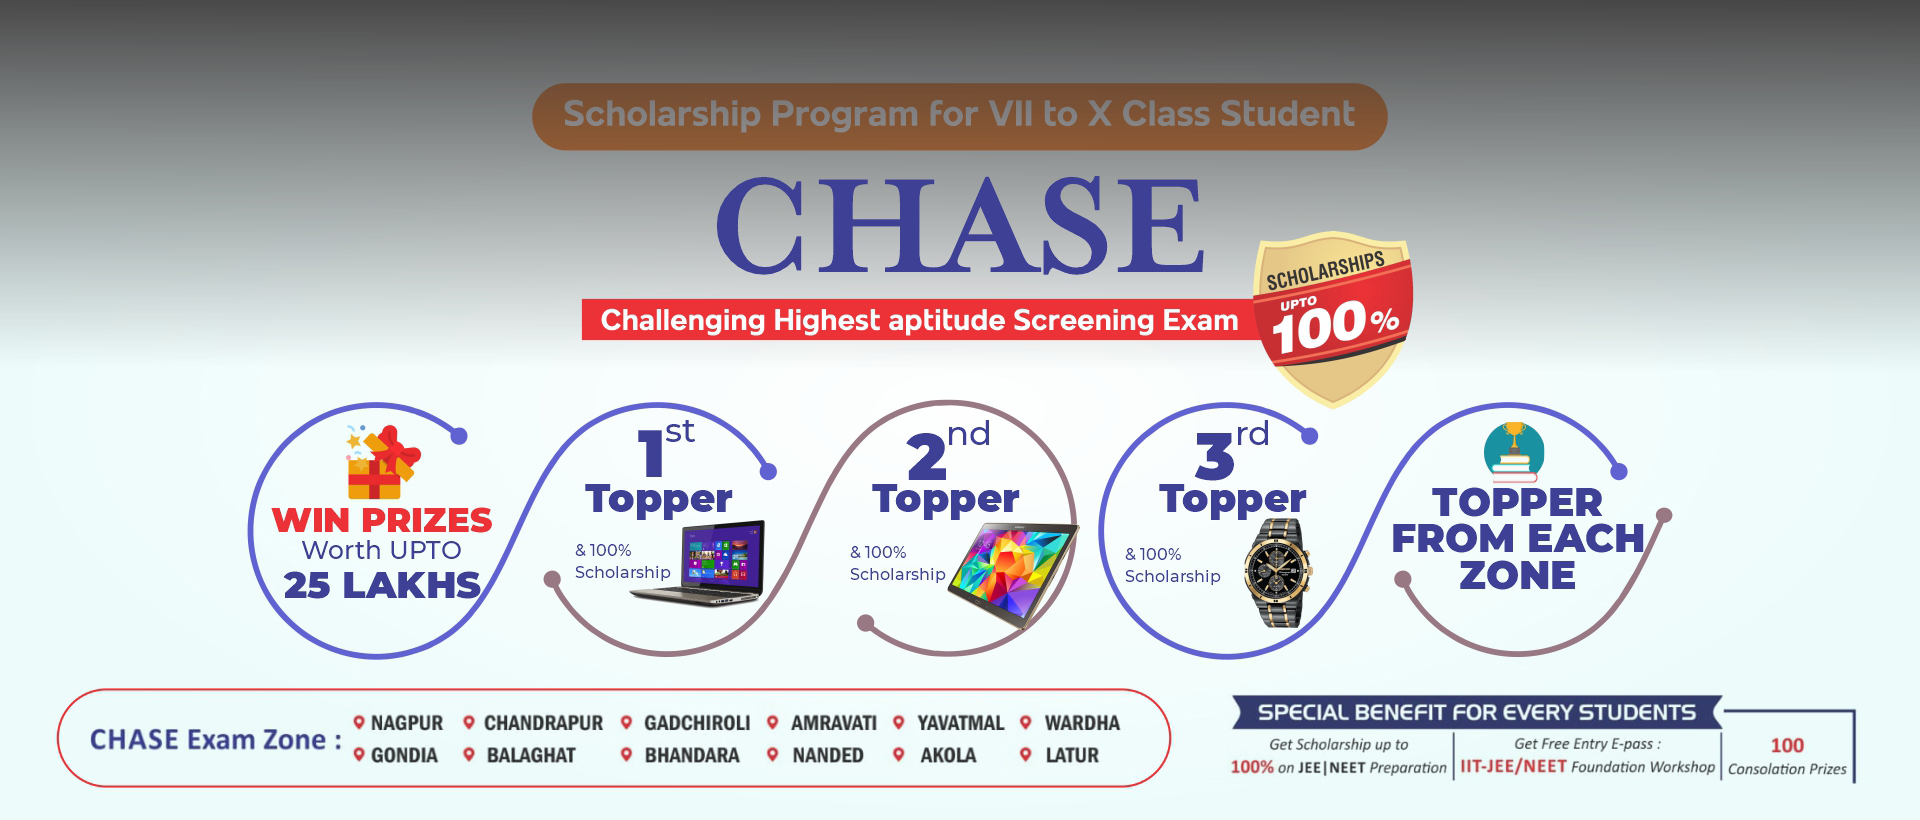 Scholarship Program for VII to X Class Student
CHASE
Challenging Highest aptitude Screening Exam
SCHOLARSHIPS
UPTO
100%
WIN PRIZES
Worth UPTO
25 LAKHS
1st
Topper
& 100%
Scholarship
2nd
Topper
& 100%
Scholarship
3rd
Topper
& 100%
Scholarship
TOPPER
FROM EACH
ZONE
CHASE Exam Zone :
NAGPUR CHANDRAPUR GADCHIROLI AMRAVATI YAVATMAL WARDHA
GONDIA BALAGHAT BHANDARA NANDED AKOLA LATUR
SPECIAL BENEFIT FOR EVERY STUDENTS
Get Scholarship up to
100% on JEE|NEET Preparation
Get Free Entry E-pass :
IIT-JEE/NEET Foundation Workshop
100
Consolation Prizes